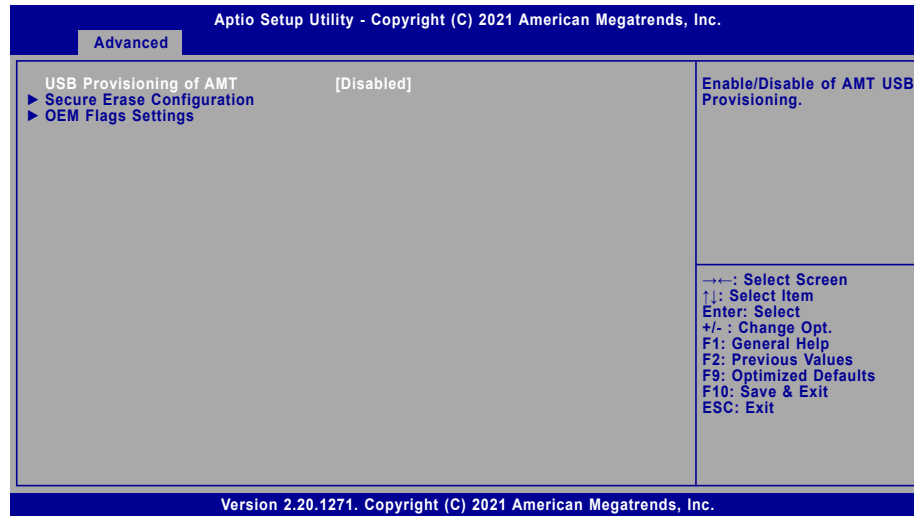 Aptio Setup Utility - Copyright (C) 2021 American Megatrends, Inc.
Advanced
USB Provisioning of AMT [Disabled]
► Secure Erase Configuration
► OEM Flags Settings
Enable/Disable of AMT USB
Provisioning.
→←: Select Screen
↑↓: Select Item
Enter: Select
+/- : Change Opt.
F1: General Help
F2: Previous Values
F9: Optimized Defaults
F10: Save & Exit
ESC: Exit
Version 2.20.1271. Copyright (C) 2021 American Megatrends, Inc.